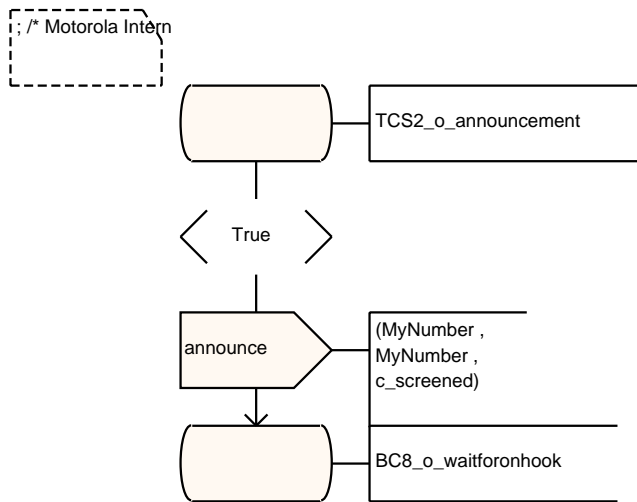 ; /* Motorola Intern
TCS2_o_announcement
True
announce
(MyNumber ,
MyNumber ,
c_screened)
BC8_o_waitforonhook